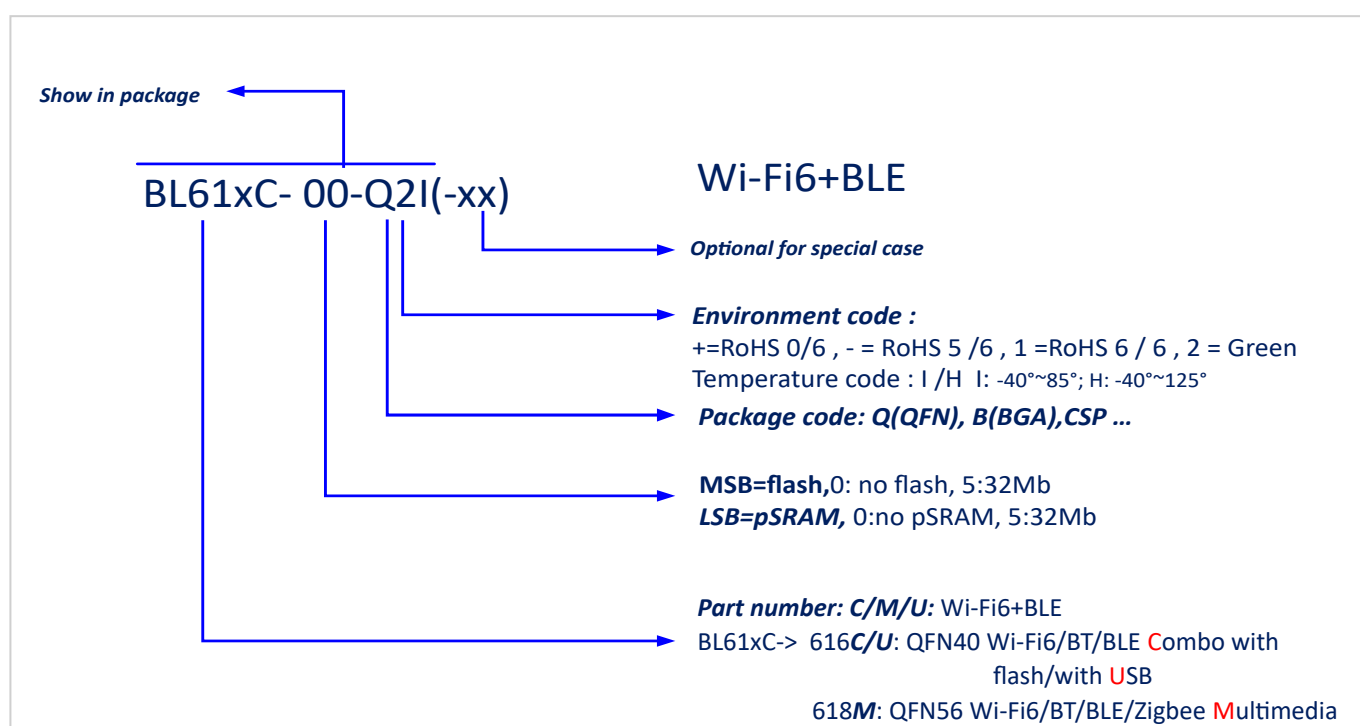 Show in package
BL61xC- 00-Q2I(-xx)
Wi-Fi6+BLE
Optional for special case
Environment code :
+=RoHS 0/6 , - = RoHS 5 /6 , 1 =RoHS 6 / 6 , 2 = Green
Temperature code : I /H I: -40°~85°; H: -40°~125°
Package code: Q(QFN), B(BGA),CSP ...
MSB=flash,0: no flash, 5:32Mb
LSB=pSRAM, 0:no pSRAM, 5:32Mb
Part number: C/M/U: Wi-Fi6+BLE
BL61xC-> 616C/U: QFN40 Wi-Fi6/BT/BLE Combo with
flash/with USB
618M: QFN56 Wi-Fi6/BT/BLE/Zigbee Multimedia